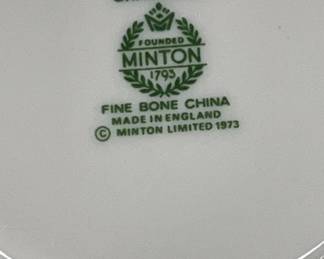 FOUNDED
MINTON
1793
FINE BONE CHINA
MADE IN ENGLAND
© MINTON LIMITED 1973